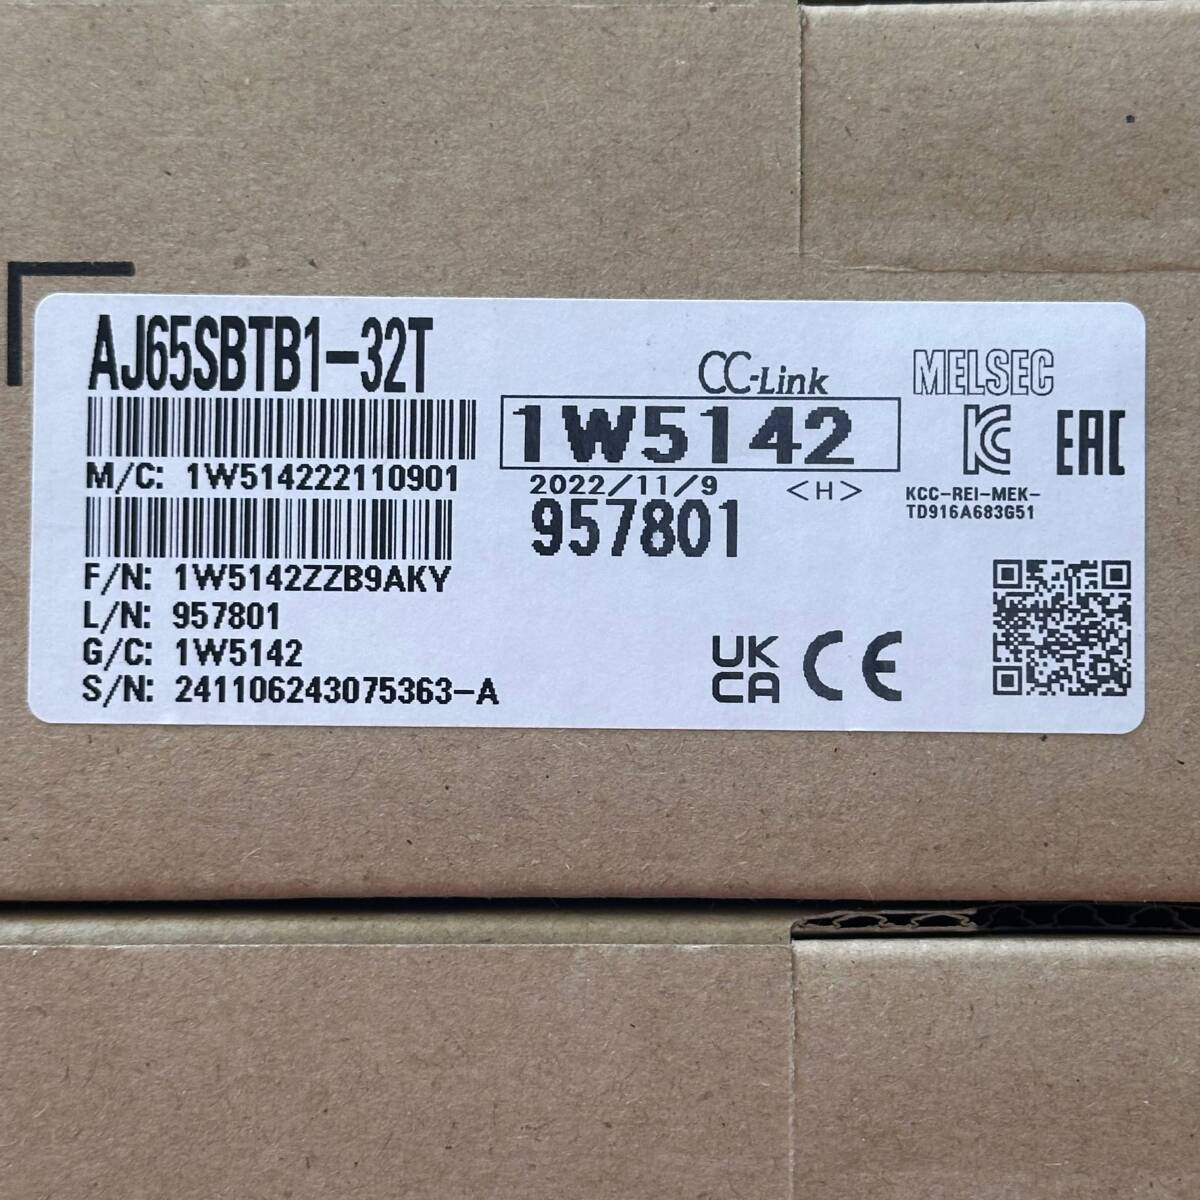 AJ65SBTB1-32T
CC-Link
MELSEC
1W5142
M/C: 1W514222110901
2022/11/9 <H>
KCC-REI-MEK-
TD916A683G51
957801
F/N: 1W5142ZZB9AKY
L/N: 957801
G/C: 1W5142
S/N: 241106243075363-A
UK
CA
CE
EAC
KC